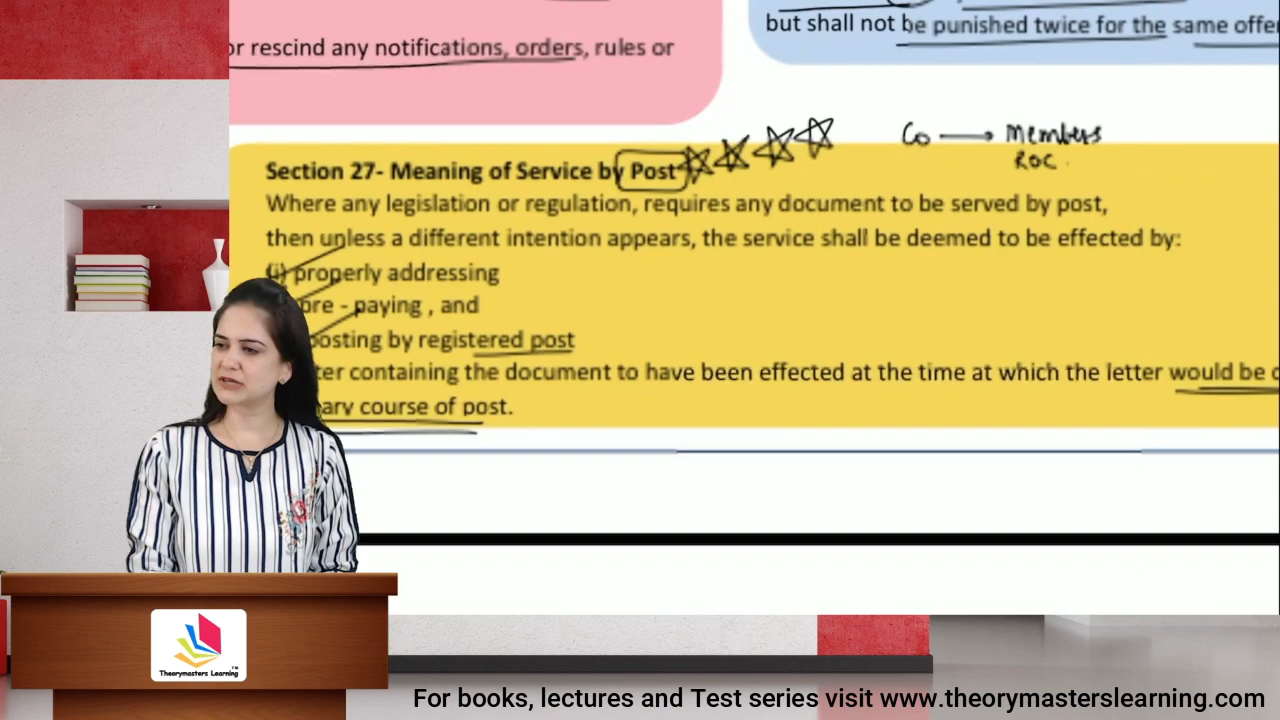 but shall not be punished twice for the same offe
or rescind any notifications, orders, rules or
Co → Members
ROC
Section 27- Meaning of Service by Post
Where any legislation or regulation, requires any document to be served by post,
then unless a different intention appears, the service shall be deemed to be effected by:
(i) properly addressing
pre - paying , and
posting by registered post
containing the document to have been effected at the time at which the letter would be
course of post.
Theorymasters Learning™
For books, lectures and Test series visit www.theorymasterslearning.com